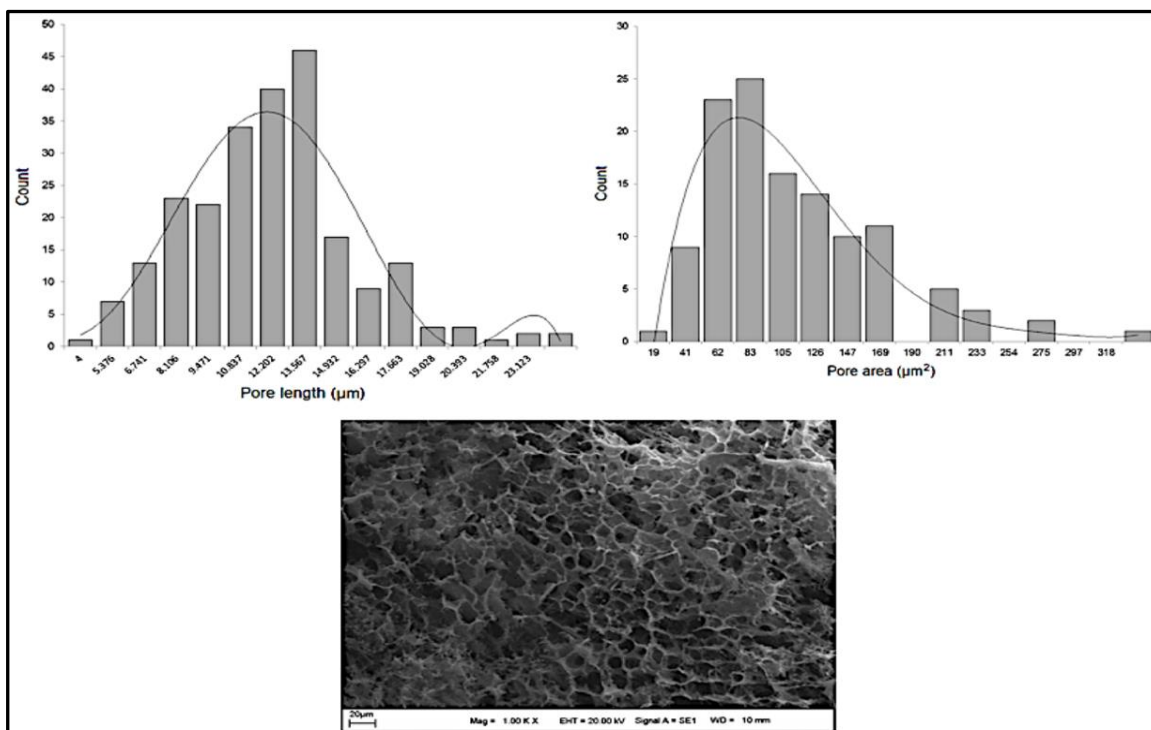 50
45
40
35
30
25
20
15
10
5
0
Count
4 5.376 6.741 8.106 9.471 10.837 12.202 13.567 14.932 16.297 17.663 19.028 20.393 21.758 23.123
Pore length (µm)
30
25
20
15
10
5
0
Count
19 41 62 83 105 126 147 169 190 211 233 254 275 297 318
Pore area (µm²)
20µm Mag = 1.00 K X EHT = 20.00 kV Signal A = SE1 WD = 10 mm